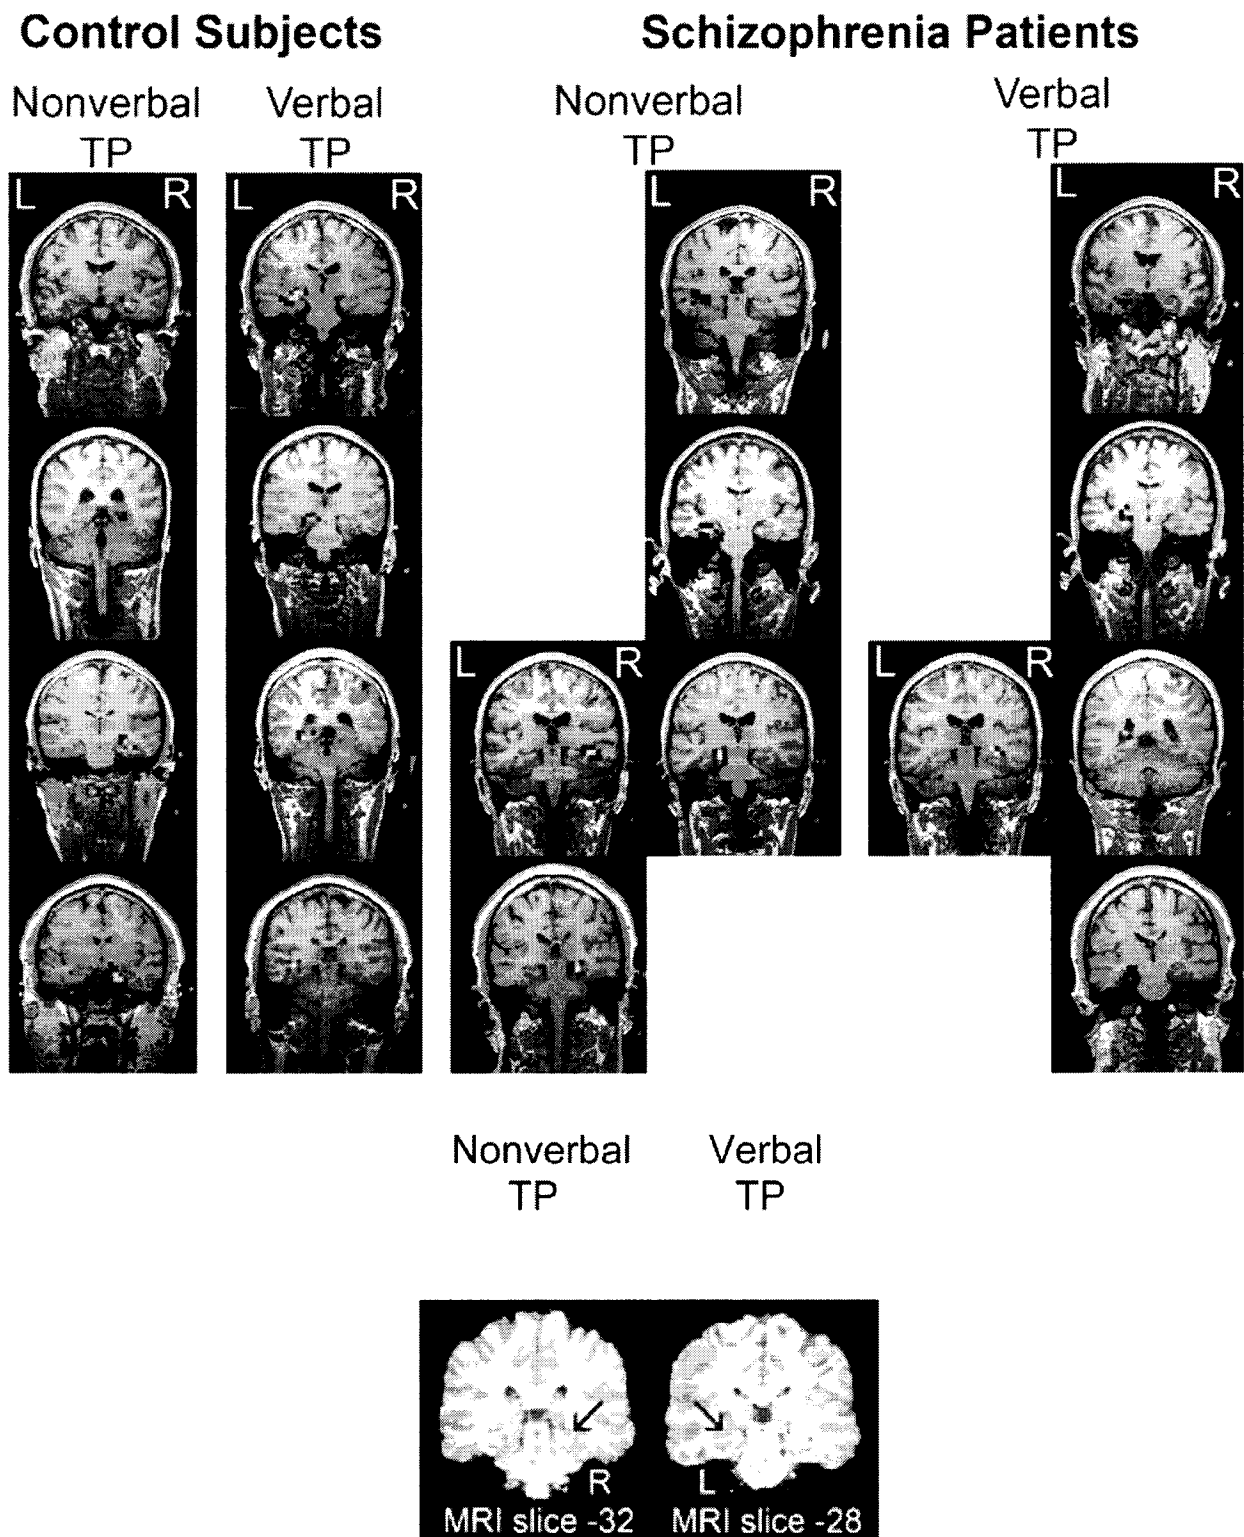 Control Subjects
Schizophrenia Patients
Nonverbal
TP
Verbal
TP
Nonverbal
TP
Verbal
TP
L R
L R
L R
L R
L R
L R
Nonverbal
TP
Verbal
TP
R
L
MRI slice -32
MRI slice -28